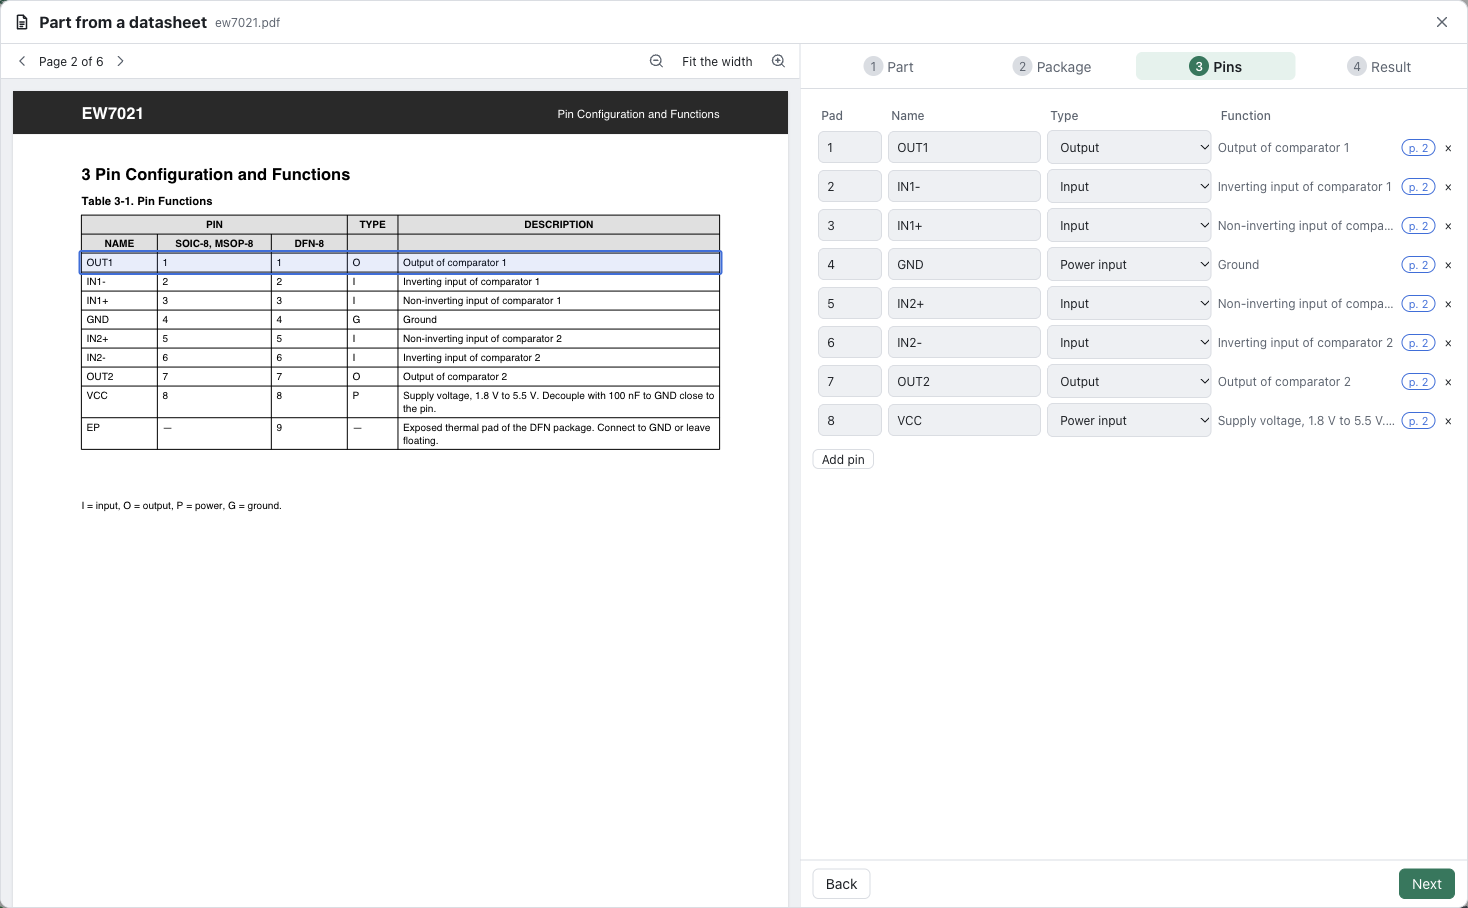 Part from a datasheet ew7021.pdf
Page 2 of 6 Fit the width
1 Part 2 Package 3 Pins 4 Result
EW7021 Pin Configuration and Functions
3 Pin Configuration and Functions
Table 3-1. Pin Functions
PIN TYPE DESCRIPTION
NAME SOIC-8, MSOP-8 DFN-8
OUT1 1 1 O Output of comparator 1
IN1- 2 2 I Inverting input of comparator 1
IN1+ 3 3 I Non-inverting input of comparator 1
GND 4 4 G Ground
IN2+ 5 5 I Non-inverting input of comparator 2
IN2- 6 6 I Inverting input of comparator 2
OUT2 7 7 O Output of comparator 2
VCC 8 8 P Supply voltage, 1.8 V to 5.5 V. Decouple with 100 nF to GND close to
the pin.
EP — 9 — Exposed thermal pad of the DFN package. Connect to GND or leave
floating.
I = input, O = output, P = power, G = ground.
Pad Name Type Function
1 OUT1 Output Output of comparator 1 p. 2 x
2 IN1- Input Inverting input of comparator 1 p. 2 x
3 IN1+ Input Non-inverting input of compa... p. 2 x
4 GND Power input Ground p. 2 x
5 IN2+ Input Non-inverting input of compa... p. 2 x
6 IN2- Input Inverting input of comparator 2 p. 2 x
7 OUT2 Output Output of comparator 2 p. 2 x
8 VCC Power input Supply voltage, 1.8 V to 5.5 V.... p. 2 x
Add pin
Back Next